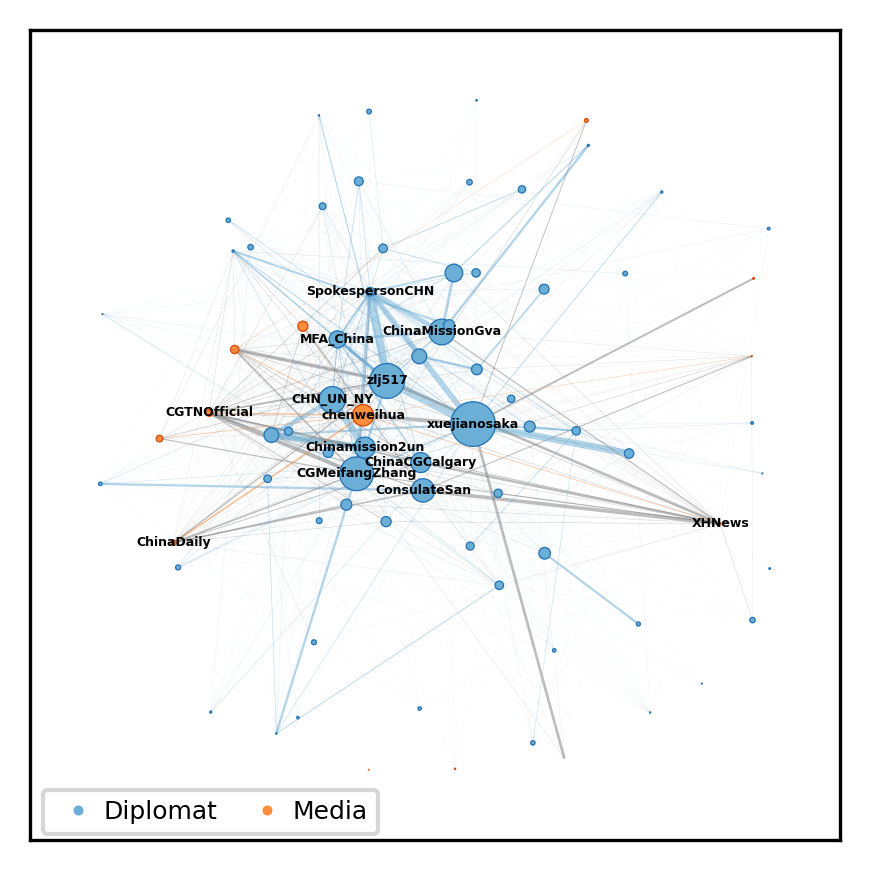 SpokespersonCHN
ChinaMissionGva
MFA_China
zlj517
CHN_UN_NY
CGTNOfficial
chenweihua
xuejianosaka
Chinamission2un
ChinaCGCalgary
CGMeifangZhang
ConsulateSan
XHNews
ChinaDaily
Diplomat
Media